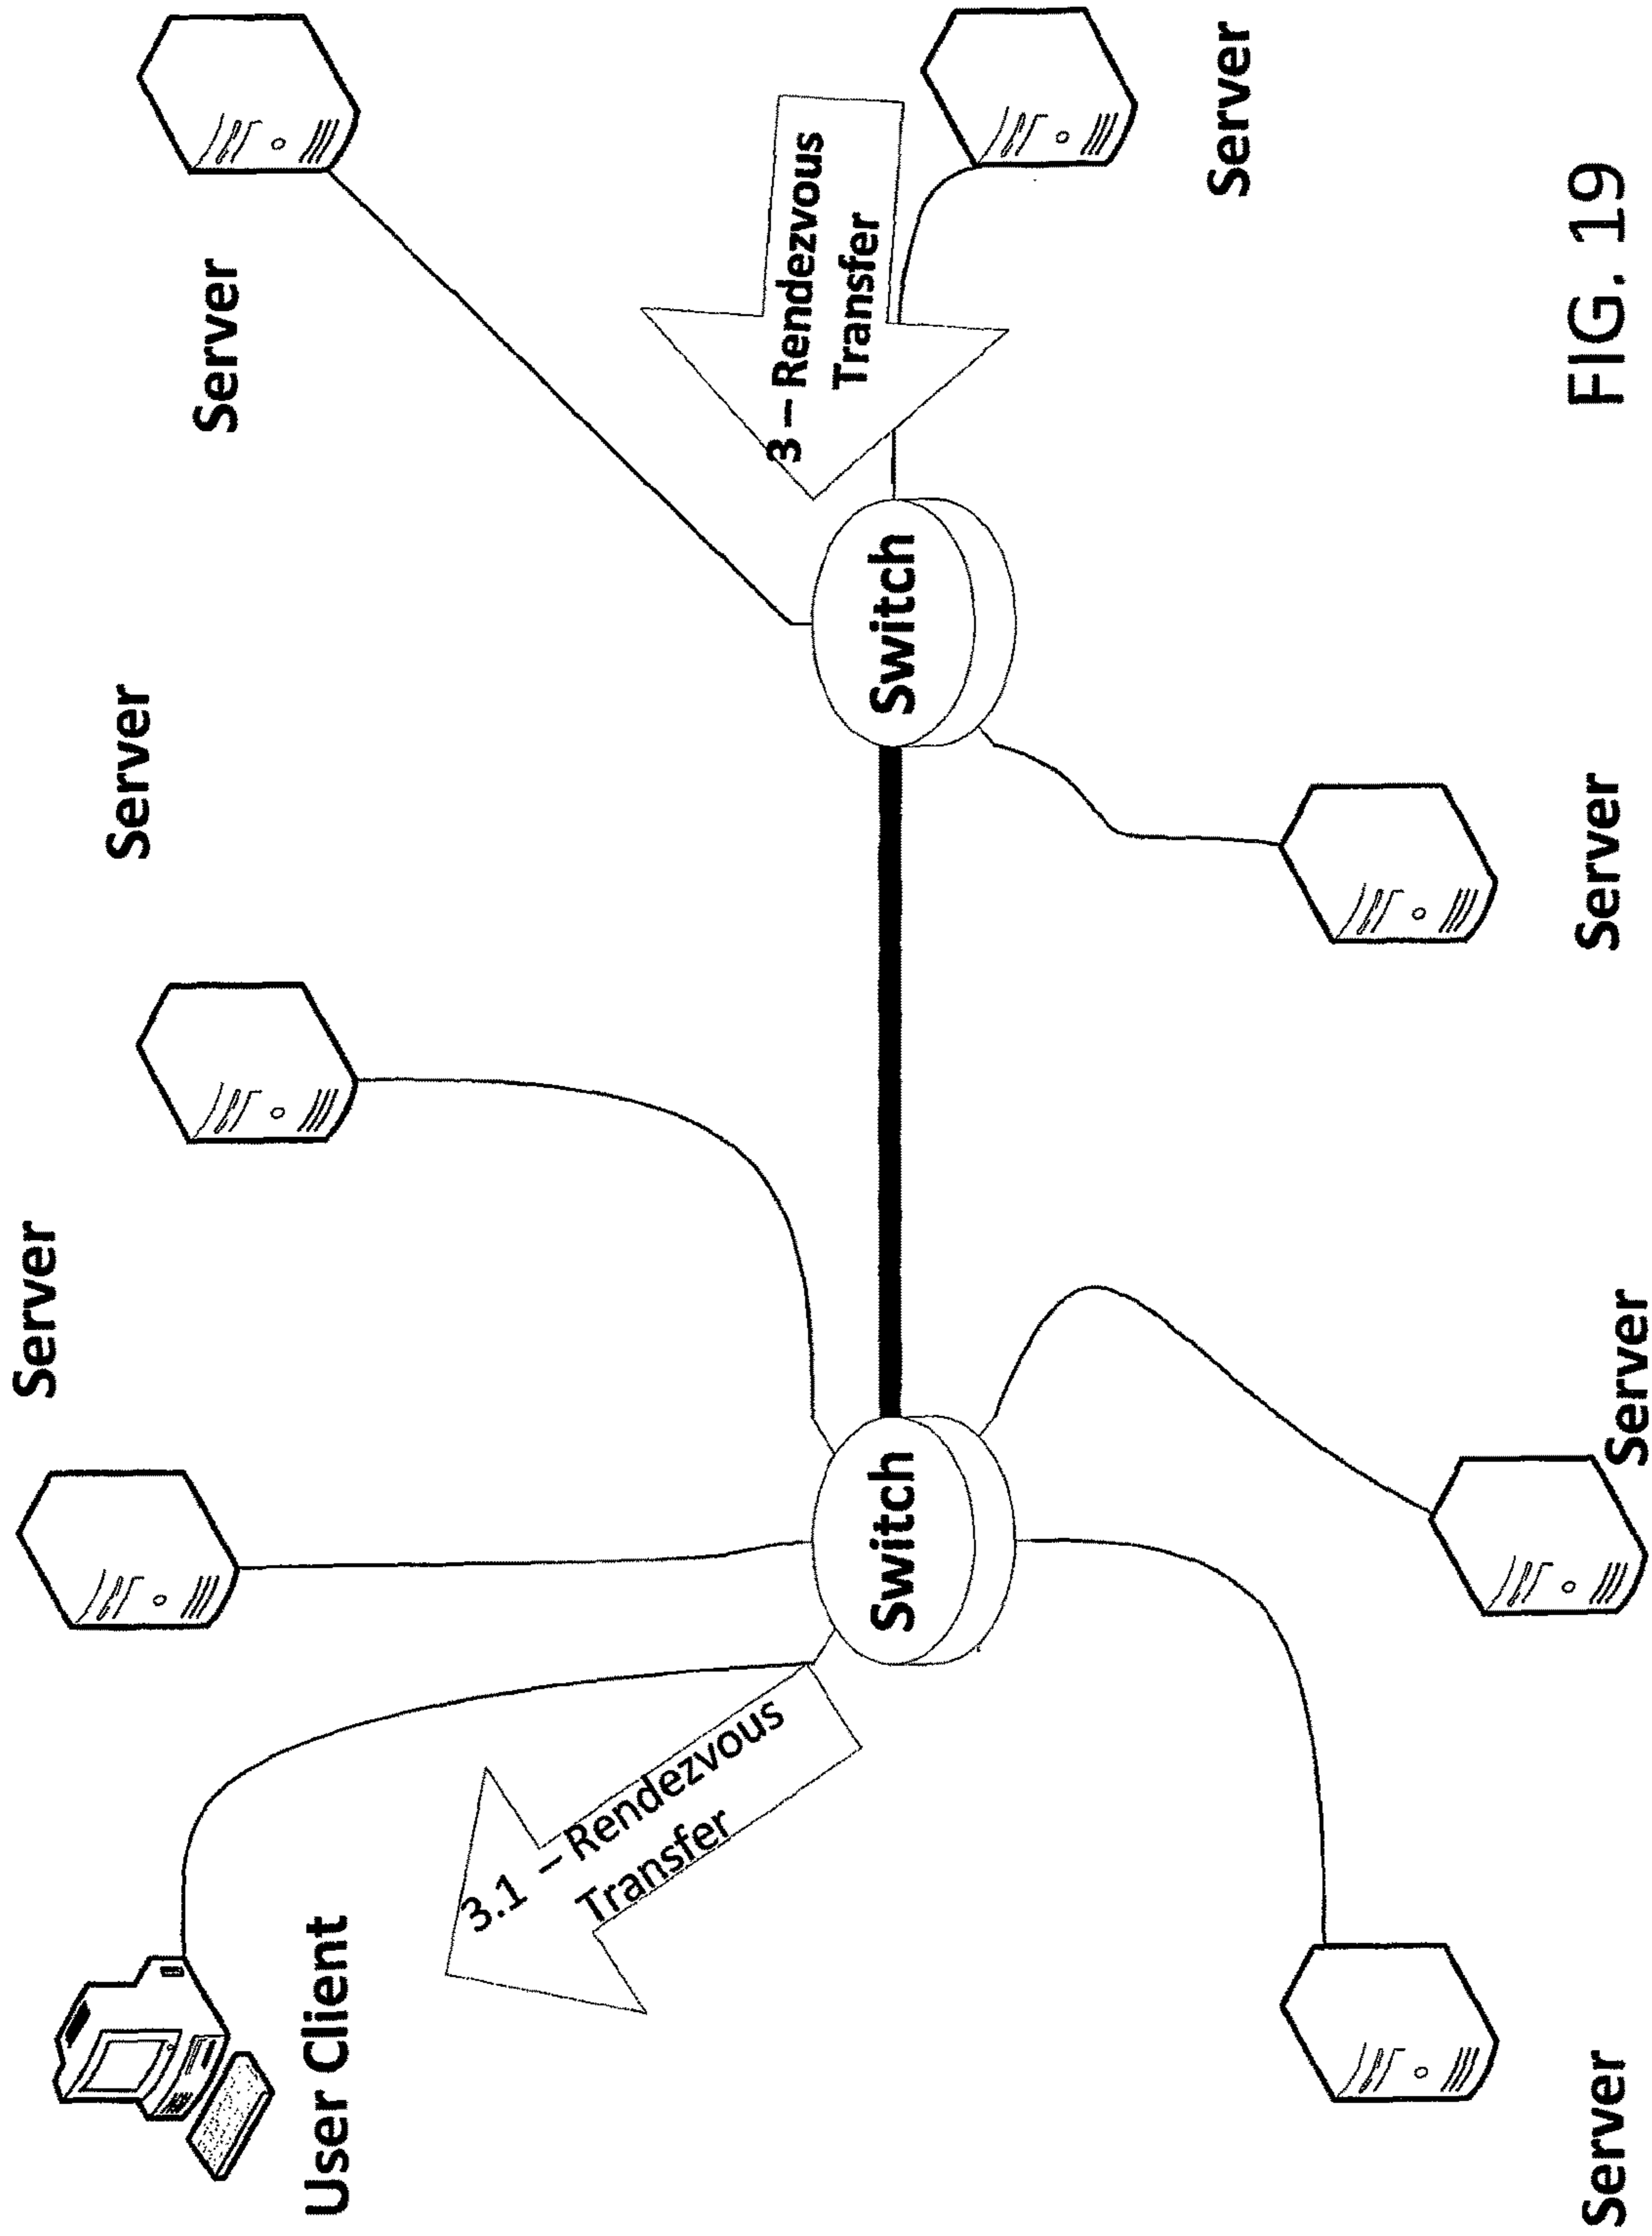 Server
Server
Server
User Client
3.1 – Rendezvous
Transfer
3 – Rendezvous
Transfer
Switch
Switch
Server
Server
Server
Server
FIG. 19